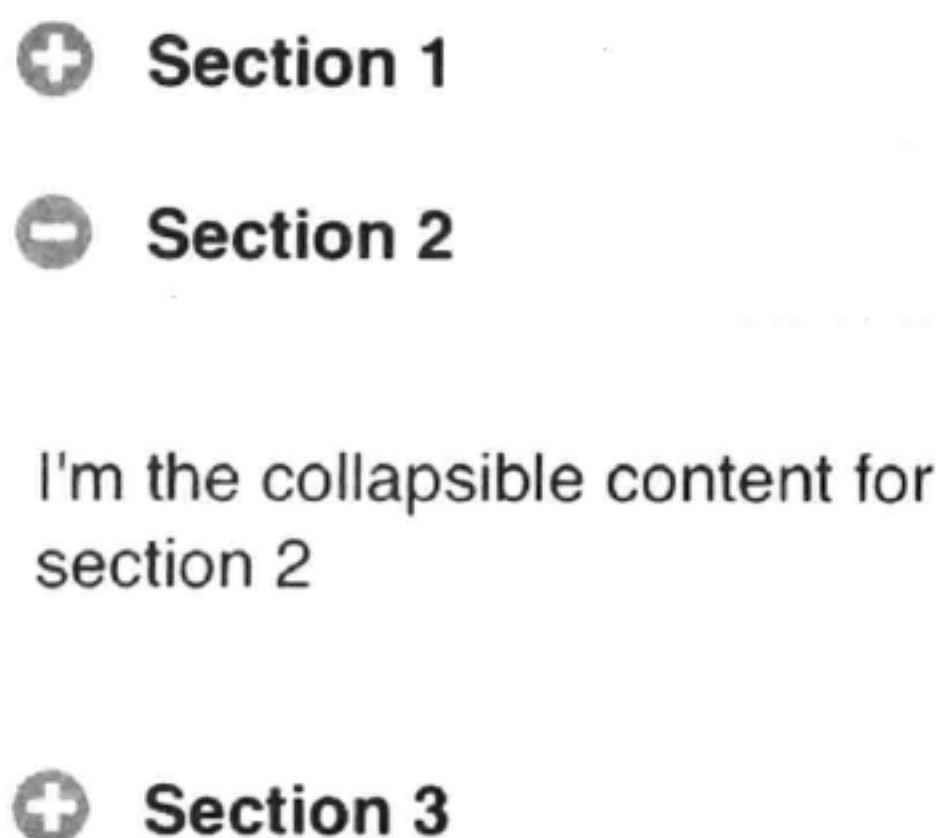 Section 1
Section 2
I'm the collapsible content for
section 2
Section 3